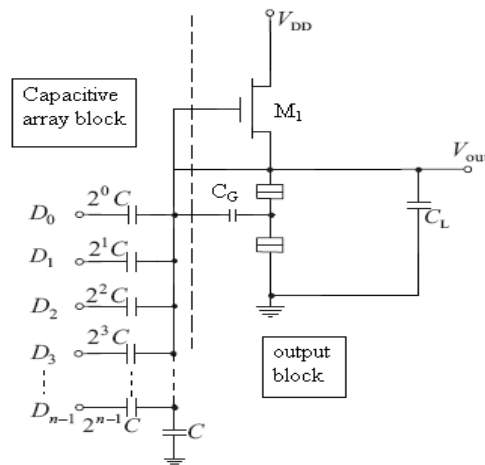 V_DD
Capacitive
array block
M_1
V_out
C_G
2^0 C
D_0
C_L
D_1
2^1 C
D_2
2^2 C
D_3
2^3 C
output
block
D_n-1
2^n-1 C
C